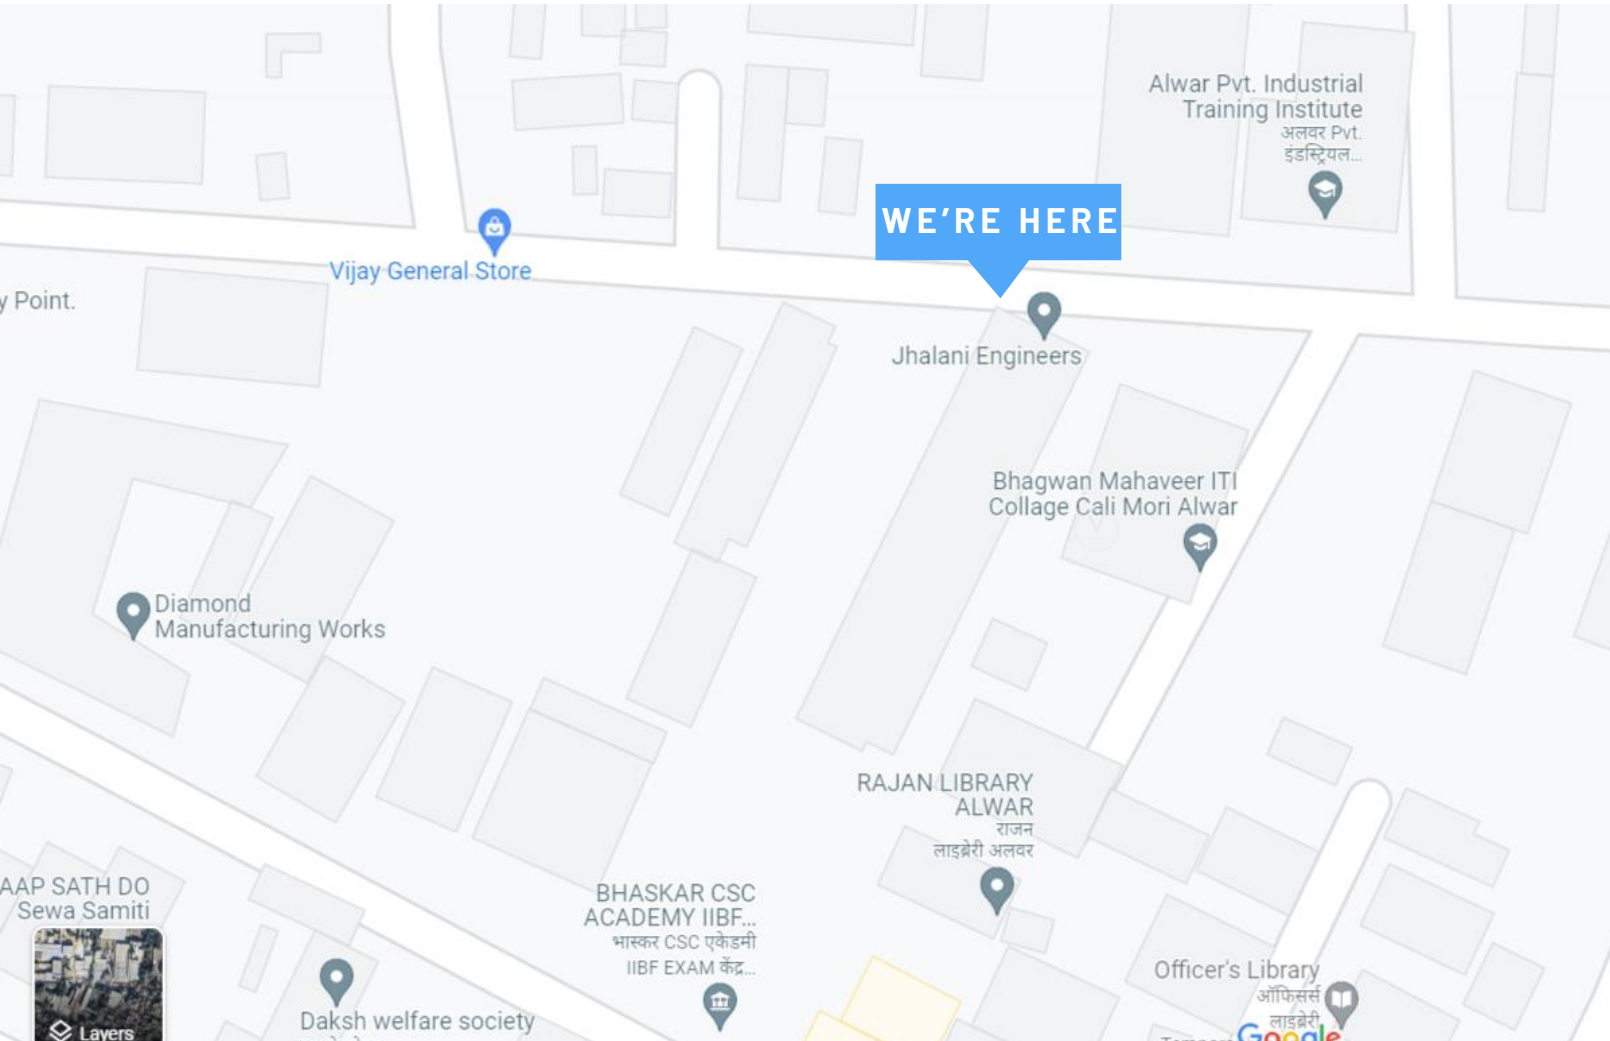 Alwar Pvt. Industrial
Training Institute
अलवर Pvt.
इंडस्ट्रियल...
WE'RE HERE
Vijay General Store
y Point.
Jhalani Engineers
Bhagwan Mahaveer ITI
Collage Cali Mori Alwar
Diamond
Manufacturing Works
RAJAN LIBRARY
ALWAR
राजन
लाइब्रेरी अलवर
AAP SATH DO
Sewa Samiti
BHASKAR CSC
ACADEMY IIBF...
भास्कर CSC एकेडमी
IIBF EXAM केंद्र...
Officer's Library
ऑफिसर्स
लाइब्रेरी
Daksh welfare society
Layers
Google